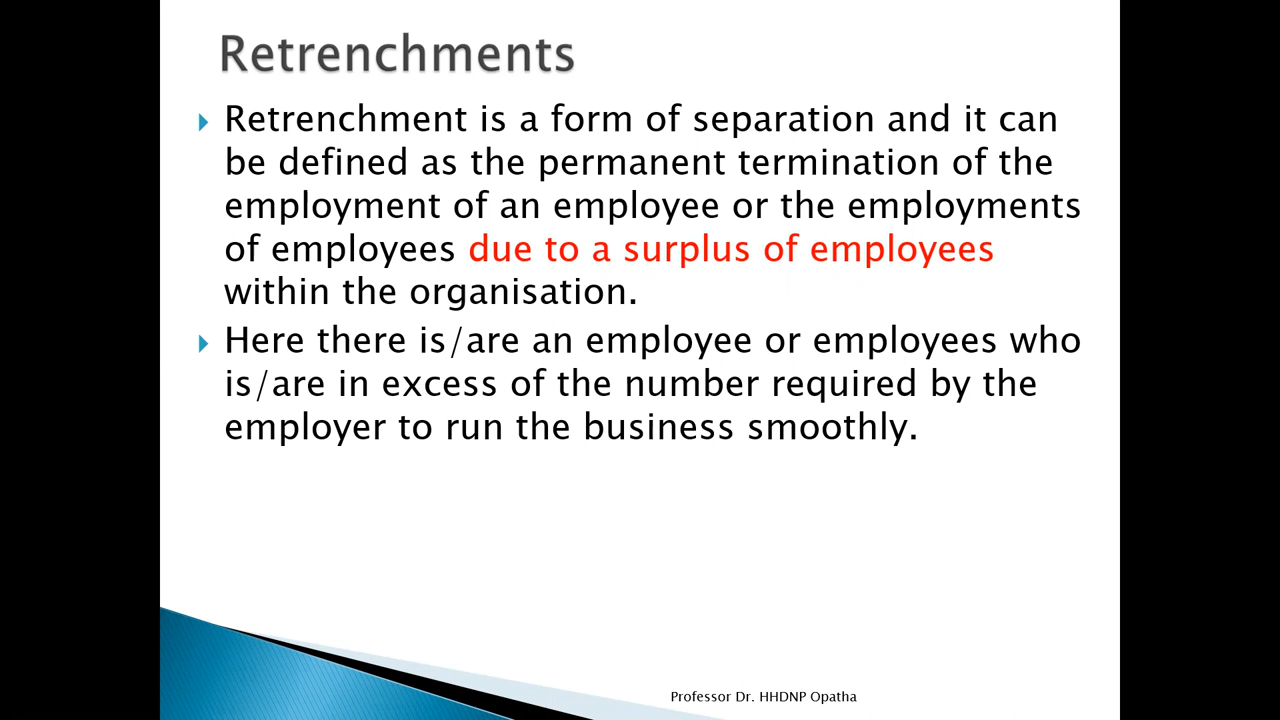 Retrenchments
Retrenchment is a form of separation and it can
be defined as the permanent termination of the
employment of an employee or the employments
of employees due to a surplus of employees
within the organisation.
Here there is/are an employee or employees who
is/are in excess of the number required by the
employer to run the business smoothly.
Professor Dr. HHDNP Opatha